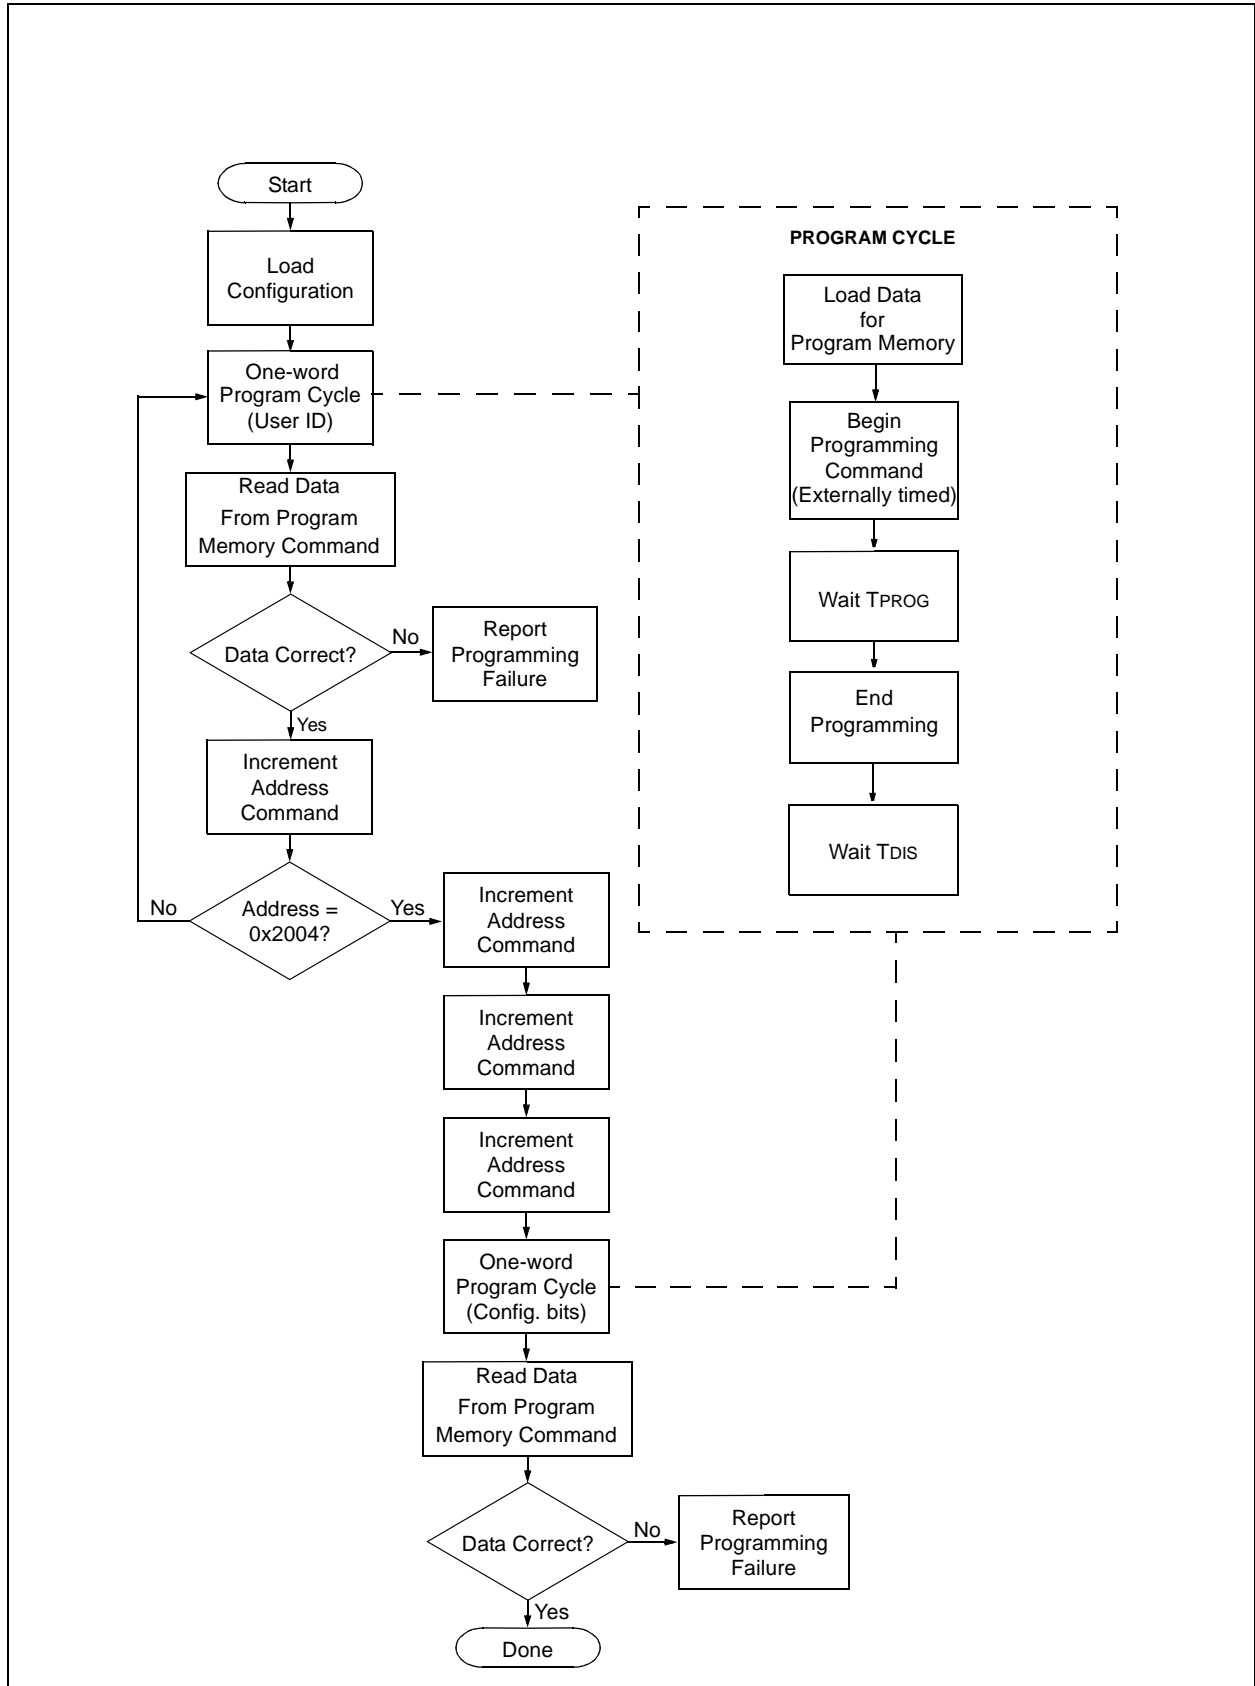 Start
Load
Configuration
One-word
Program Cycle
(User ID)
Read Data
From Program
Memory Command
Data Correct?
No
Report
Programming
Failure
Yes
Increment
Address
Command
Address =
0x2004?
No
Yes
Increment
Address
Command
Increment
Address
Command
Increment
Address
Command
One-word
Program Cycle
(Config. bits)
Read Data
From Program
Memory Command
Data Correct?
No
Report
Programming
Failure
Yes
Done
PROGRAM CYCLE
Load Data
for
Program Memory
Begin
Programming
Command
(Externally timed)
Wait TPROG
End
Programming
Wait TDIS